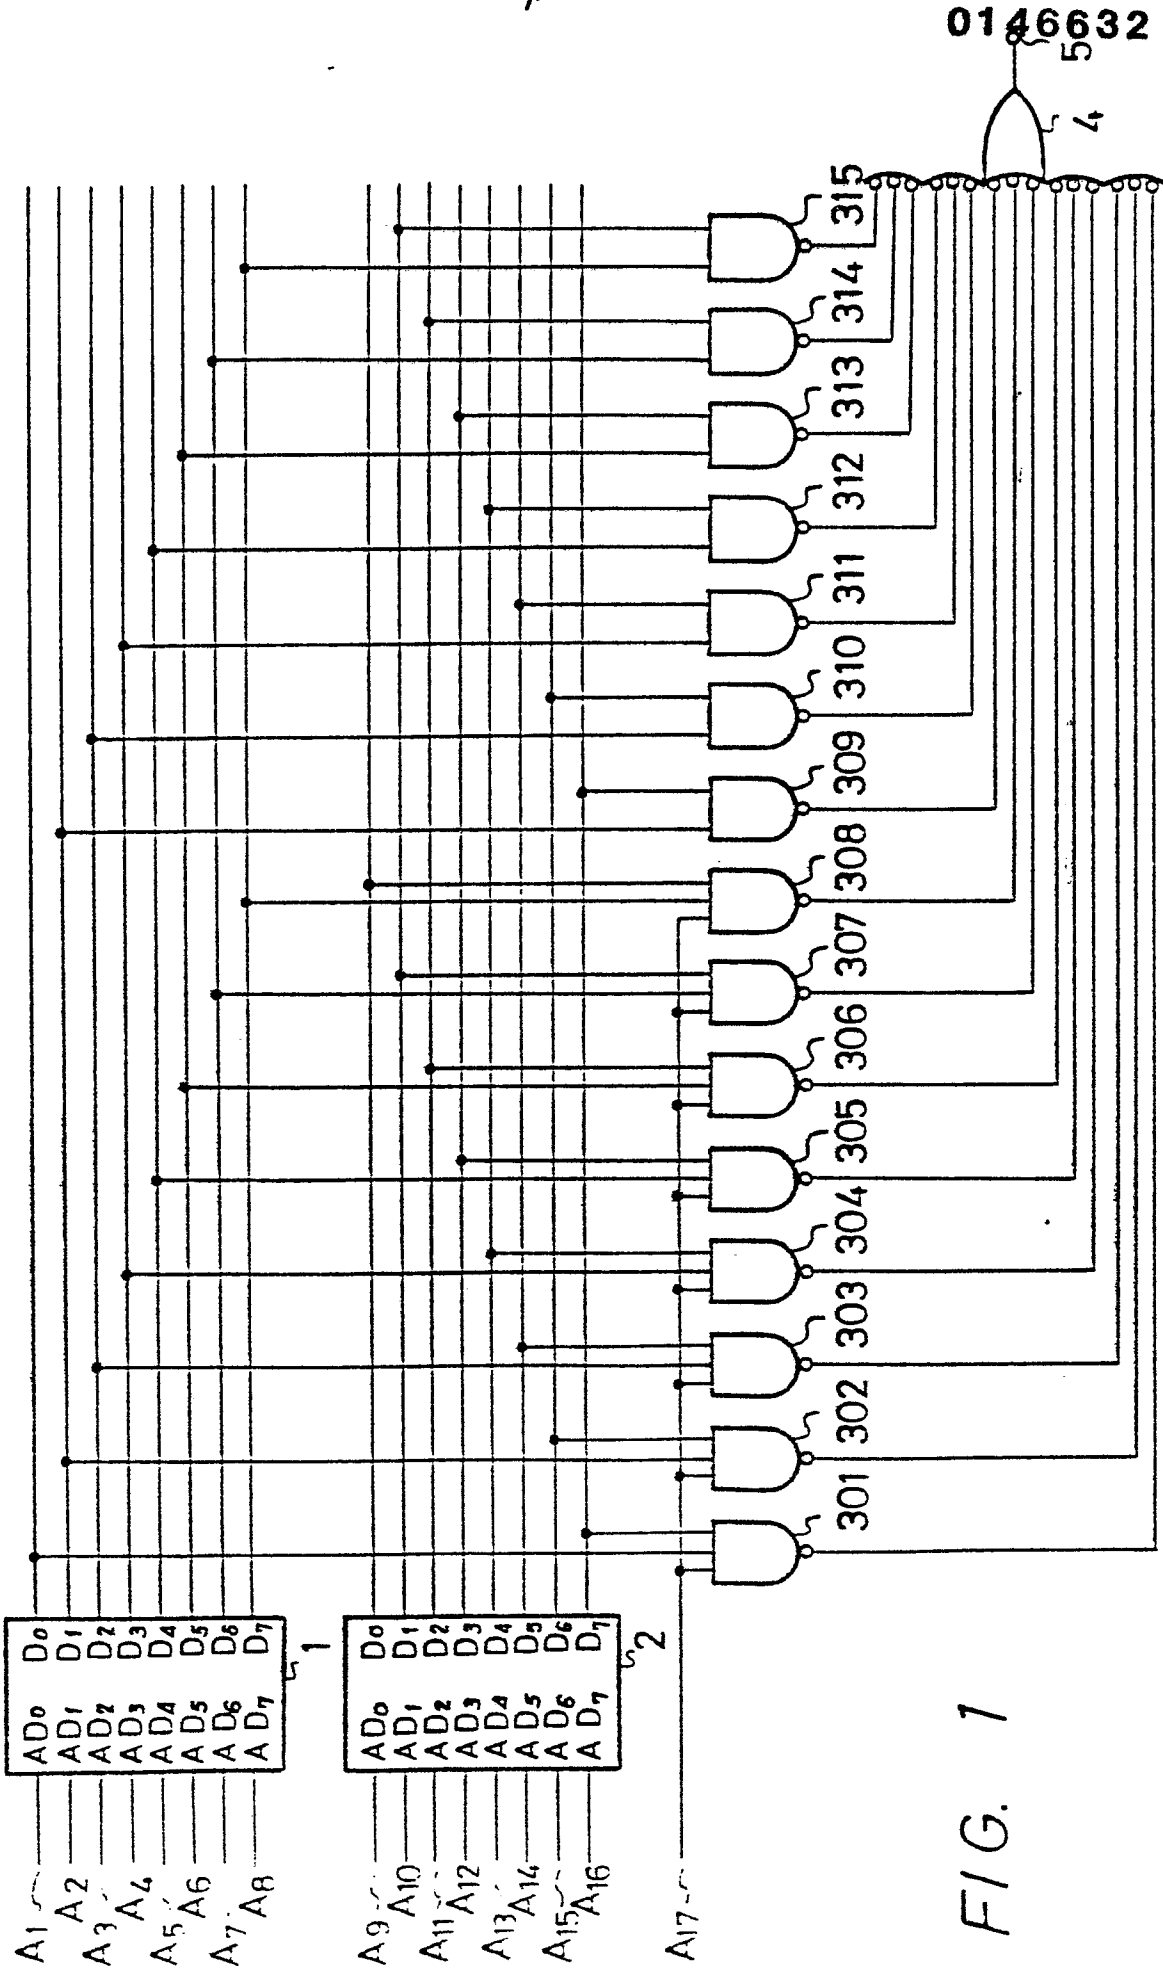 0146632
5
4
315
314
313
312
311
310
309
308
307
306
305
304
303
302
301
A1
A2
A3
A4
A5
A6
A7
A8
AD0 D0
AD1 D1
AD2 D2
AD3 D3
AD4 D4
AD5 D5
AD6 D6
AD7 D7
1
A9
A10
A11
A12
A13
A14
A15
A16
AD0 D0
AD1 D1
AD2 D2
AD3 D3
AD4 D4
AD5 D5
AD6 D6
AD7 D7
2
A17
FIG. 1